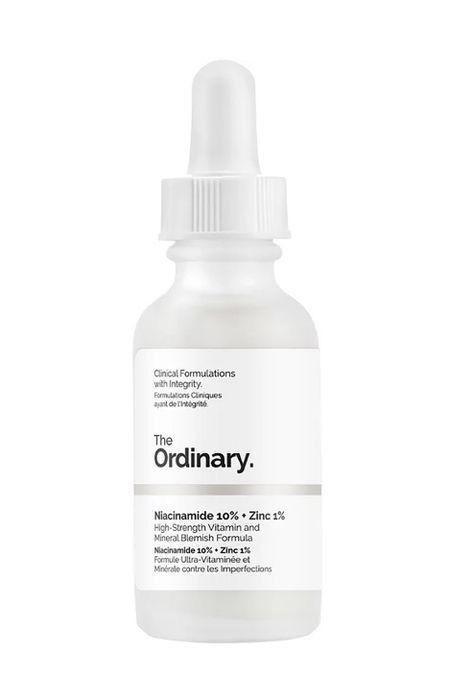 Clinical Formulations
with Integrity.
Formulations Cliniques
ayant de l'Intégrité.
The
Ordinary.
Niacinamide 10% + Zinc 1%
High-Strength Vitamin and
Mineral Blemish Formula
Niacinamide 10% + Zinc 1%
Formule Ultra-Vitaminée et
Minérale contre les Imperfections